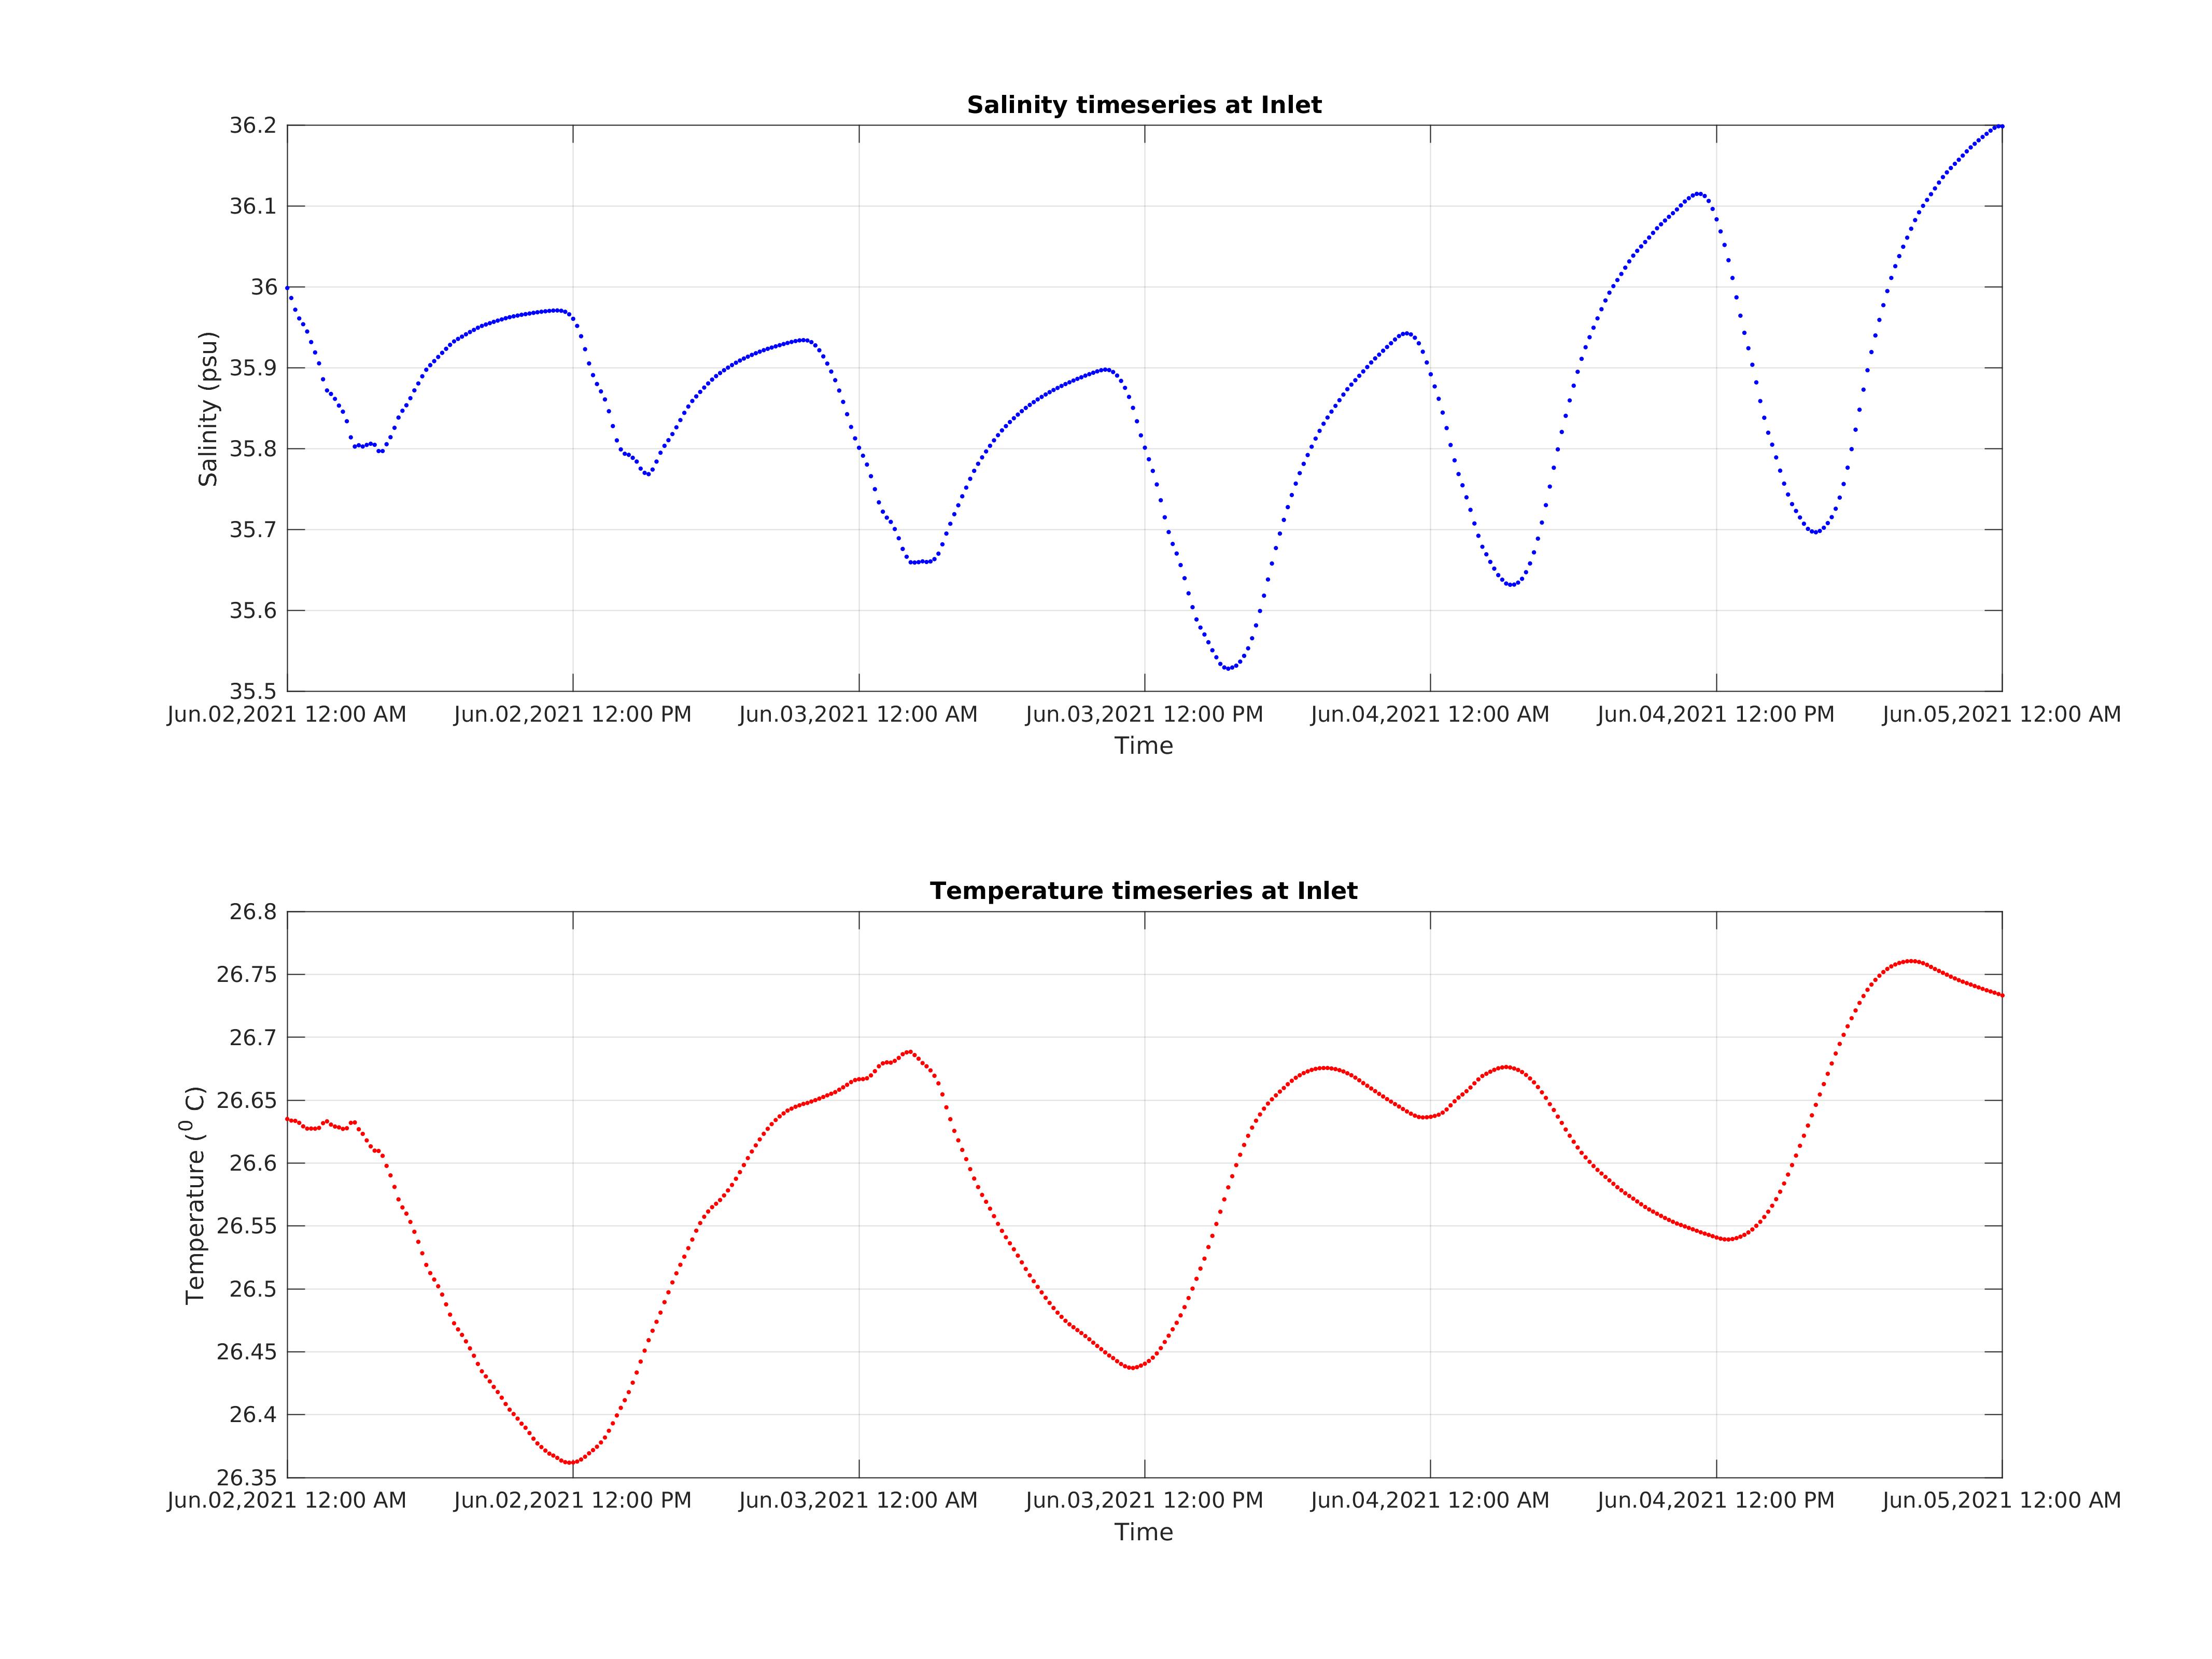 Salinity timeseries at Inlet
36.2
36.1
36
35.9
35.8
35.7
35.6
35.5
Salinity (psu)
Jun.02,2021 12:00 AM Jun.02,2021 12:00 PM Jun.03,2021 12:00 AM Jun.03,2021 12:00 PM Jun.04,2021 12:00 AM Jun.04,2021 12:00 PM Jun.05,2021 12:00 AM
Time
Temperature timeseries at Inlet
26.8
26.75
26.7
26.65
26.6
26.55
26.5
26.45
26.4
26.35
Temperature (⁰ C)
Jun.02,2021 12:00 AM Jun.02,2021 12:00 PM Jun.03,2021 12:00 AM Jun.03,2021 12:00 PM Jun.04,2021 12:00 AM Jun.04,2021 12:00 PM Jun.05,2021 12:00 AM
Time